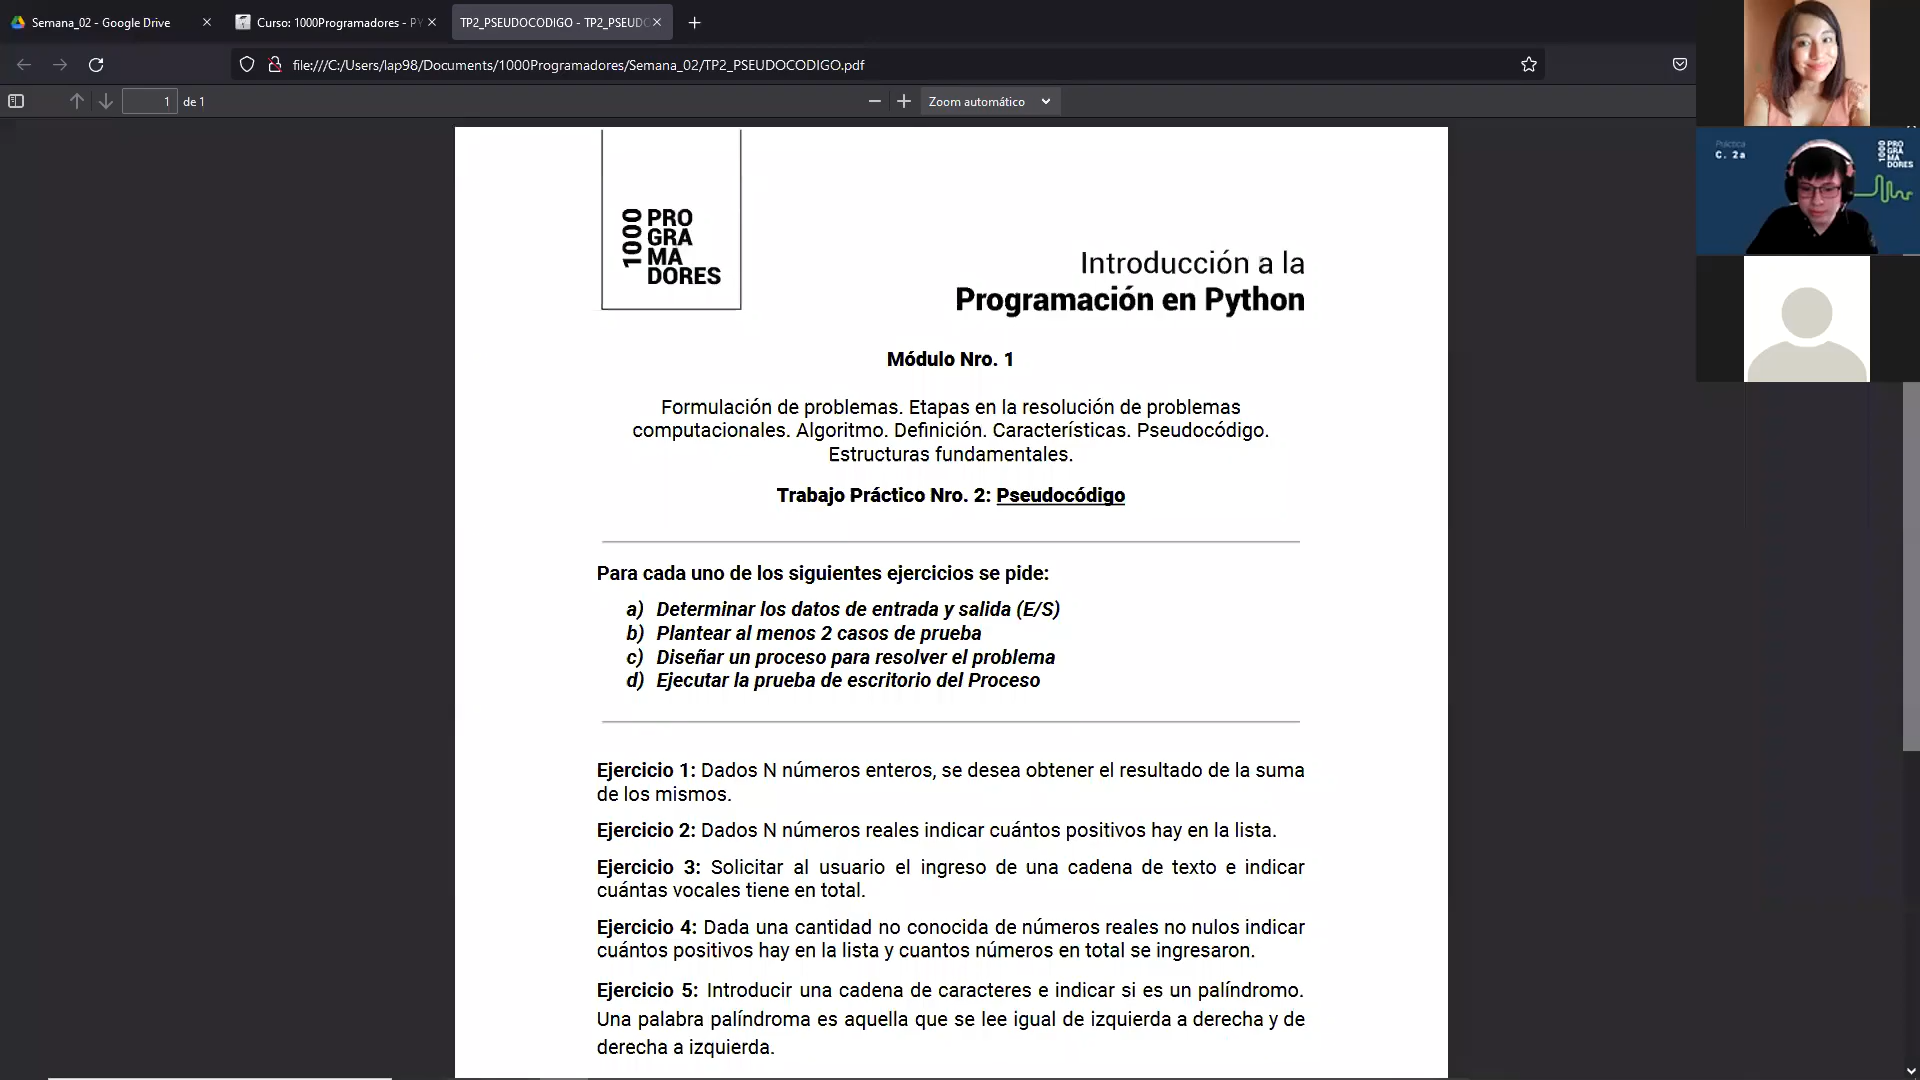 Semana_02 - Google Drive
Curso: 1000Programadores - PY
TP2_PSEUDOCODIGO - TP2_PSEUDO
file:///C:/Users/lap98/Documents/1000Programadores/Semana_02/TP2_PSEUDOCODIGO.pdf
1 de 1
Zoom automático
Práctica
C. 2a
1000 PRO
GRA
MA
DORES
1000 PRO
GRA
MA
DORES
Introducción a la
Programación en Python
Módulo Nro. 1
Formulación de problemas. Etapas en la resolución de problemas
computacionales. Algoritmo. Definición. Características. Pseudocódigo.
Estructuras fundamentales.
Trabajo Práctico Nro. 2: Pseudocódigo
Para cada uno de los siguientes ejercicios se pide:
a) Determinar los datos de entrada y salida (E/S)
b) Plantear al menos 2 casos de prueba
c) Diseñar un proceso para resolver el problema
d) Ejecutar la prueba de escritorio del Proceso
Ejercicio 1: Dados N números enteros, se desea obtener el resultado de la suma
de los mismos.
Ejercicio 2: Dados N números reales indicar cuántos positivos hay en la lista.
Ejercicio 3: Solicitar al usuario el ingreso de una cadena de texto e indicar
cuántas vocales tiene en total.
Ejercicio 4: Dada una cantidad no conocida de números reales no nulos indicar
cuántos positivos hay en la lista y cuantos números en total se ingresaron.
Ejercicio 5: Introducir una cadena de caracteres e indicar si es un palíndromo.
Una palabra palíndroma es aquella que se lee igual de izquierda a derecha y de
derecha a izquierda.